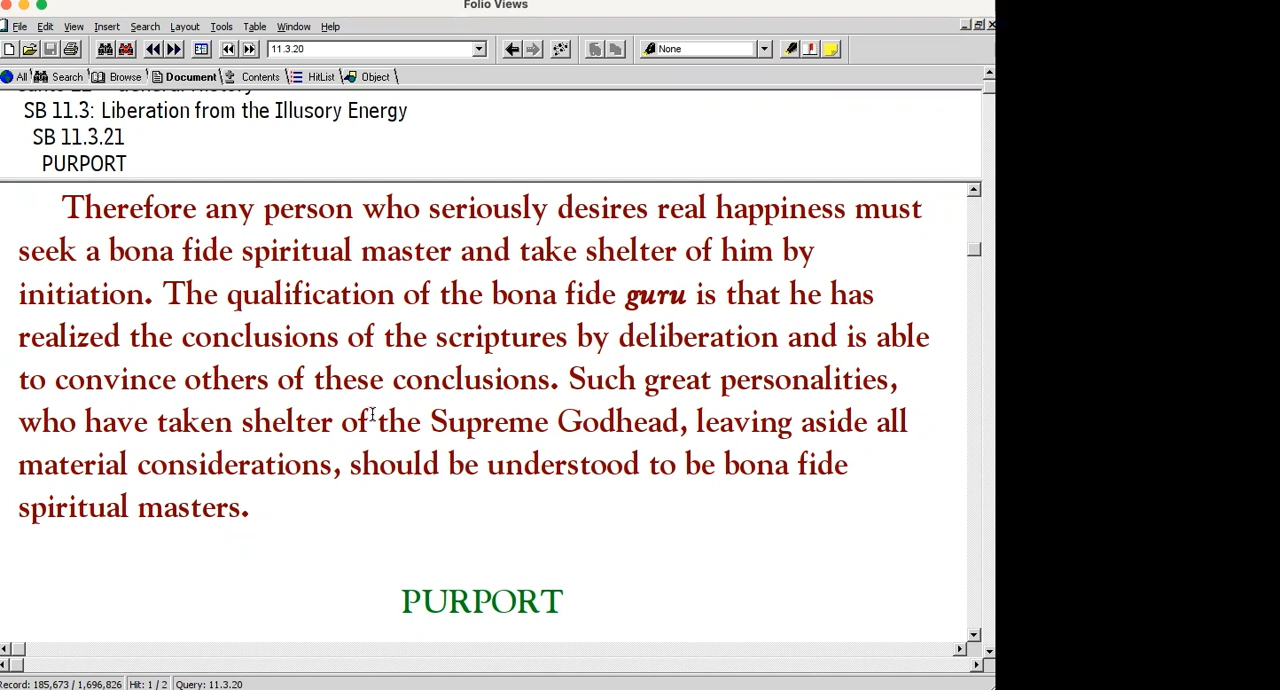 Folio Views
File Edit View Insert Search Layout Tools Table Window Help
11.3.20 None
All Search Browse Document Contents HitList Object
SB 11.3: Liberation from the Illusory Energy
SB 11.3.21
PURPORT
Therefore any person who seriously desires real happiness must
seek a bona fide spiritual master and take shelter of him by
initiation. The qualification of the bona fide guru is that he has
realized the conclusions of the scriptures by deliberation and is able
to convince others of these conclusions. Such great personalities,
who have taken shelter of the Supreme Godhead, leaving aside all
material considerations, should be understood to be bona fide
spiritual masters.
PURPORT
Record: 185,673 / 1,696,826 Hit: 1 / 2 Query: 11.3.20